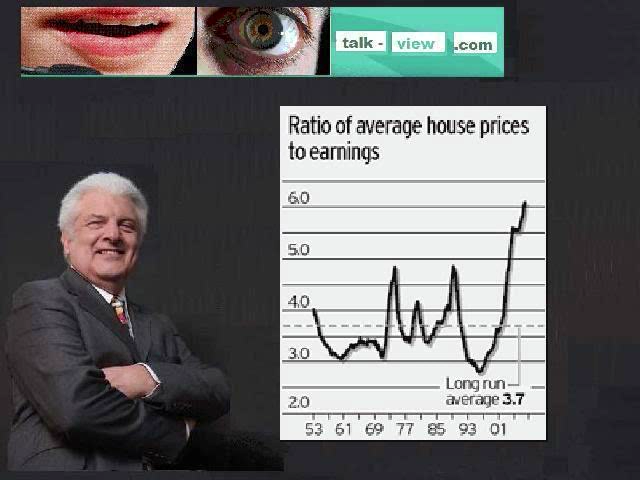 talk - view .com
Ratio of average house prices
to earnings
6.0
5.0
4.0
3.0
Long run
average 3.7
2.0
53 61 69 77 85 93 01